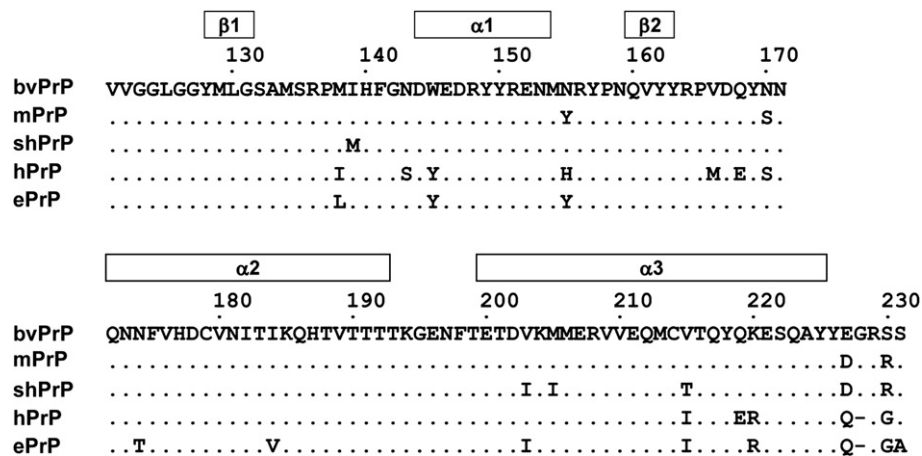 β1 α1 β2
130 140 150 160 170
bvPrP VVGGLGGYMLGSAMSRPMIHFGNDWEDRYYRENMNRYPNQVYYRPVDQYNN
mPrP ..................................Y..............S.
shPrP ..................M................................
hPrP .................I....S.Y.........H..........M.E.S.
ePrP .................L......Y.........Y................
α2 α3
180 190 200 210 220 230
bvPrP QNNFVHDCVNITIKQHTVTTTTKGENFTETDVKMMERVVEQMCVTQYQKESQAYYEGRSS
mPrP .......................................................D..R.
shPrP ...............................I.I.........T...........D..R.
hPrP ...........................................I...ER......Q-.G.
ePrP ..T.........V..................I...........I....R......Q-.GA